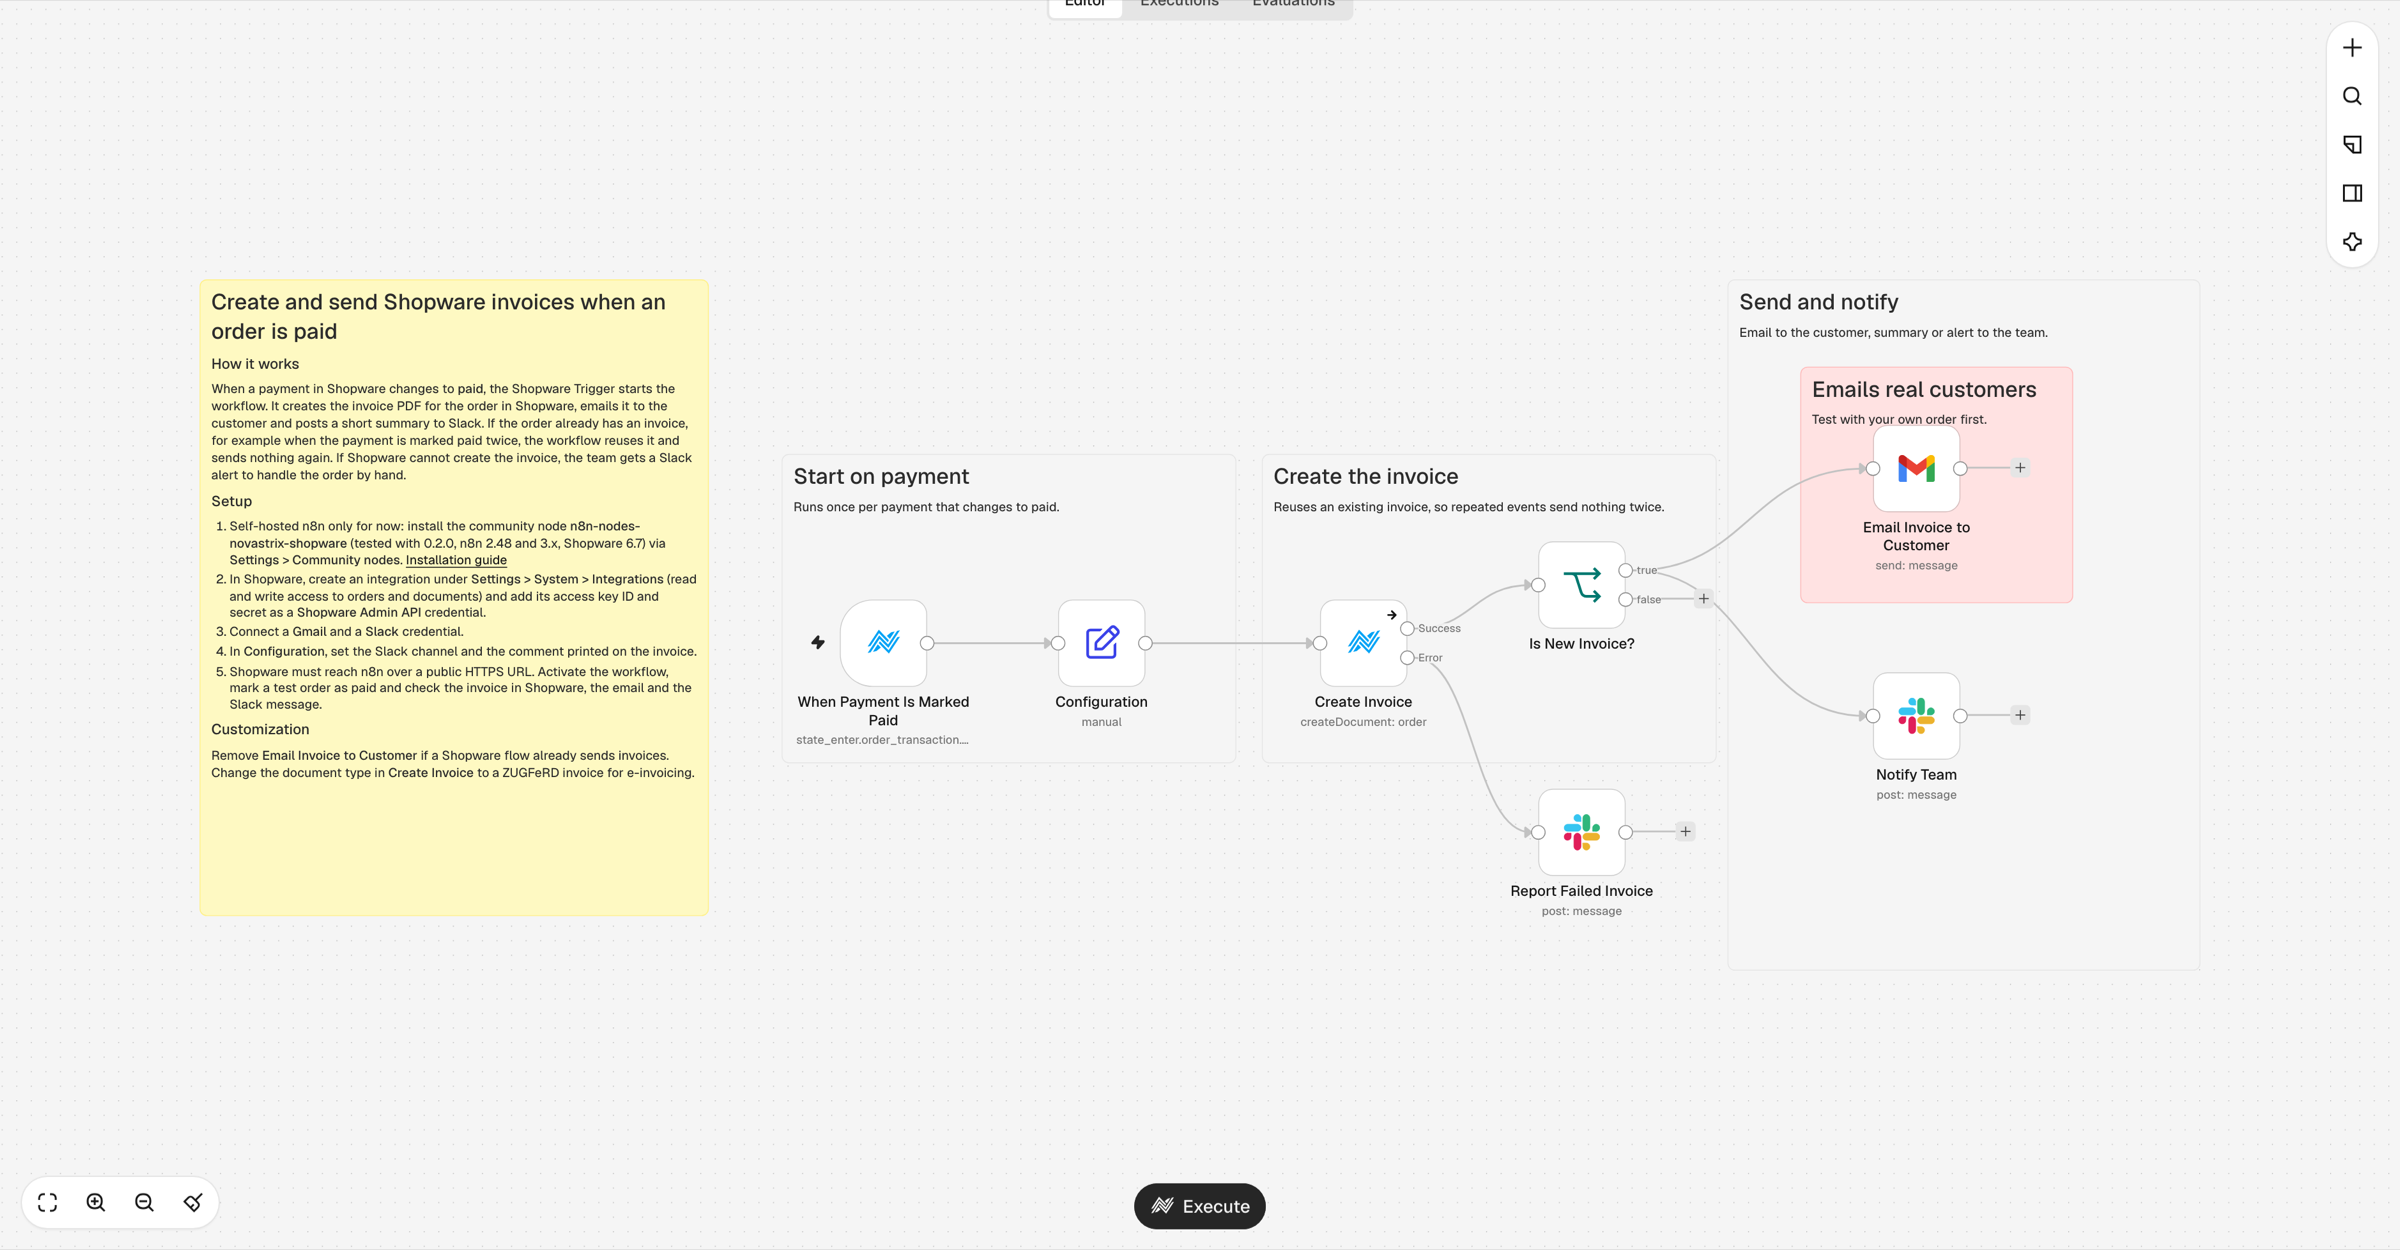 Editor Executions Evaluations
Create and send Shopware invoices when an
order is paid
How it works
When a payment in Shopware changes to paid, the Shopware Trigger starts the
workflow. It creates the invoice PDF for the order in Shopware, emails it to the
customer and posts a short summary to Slack. If the order already has an invoice,
for example when the payment is marked paid twice, the workflow reuses it and
sends nothing again. If Shopware cannot create the invoice, the team gets a Slack
alert to handle the order by hand.
Setup
1. Self-hosted n8n only for now: install the community node n8n-nodes-
novastrix-shopware (tested with 0.2.0, n8n 2.48 and 3.x, Shopware 6.7) via
Settings > Community nodes. Installation guide
2. In Shopware, create an integration under Settings > System > Integrations (read
and write access to orders and documents) and add its access key ID and
secret as a Shopware Admin API credential.
3. Connect a Gmail and a Slack credential.
4. In Configuration, set the Slack channel and the comment printed on the invoice.
5. Shopware must reach n8n over a public HTTPS URL. Activate the workflow,
mark a test order as paid and check the invoice in Shopware, the email and the
Slack message.
Customization
Remove Email Invoice to Customer if a Shopware flow already sends invoices.
Change the document type in Create Invoice to a ZUGFeRD invoice for e-invoicing.
Start on payment
Runs once per payment that changes to paid.
When Payment Is Marked
Paid
state_enter.order_transaction....
Configuration
manual
Create the invoice
Reuses an existing invoice, so repeated events send nothing twice.
Create Invoice
createDocument: order
Success
Error
Is New Invoice?
true
false
Report Failed Invoice
post: message
Send and notify
Email to the customer, summary or alert to the team.
Emails real customers
Test with your own order first.
Email Invoice to
Customer
send: message
Notify Team
post: message
Execute